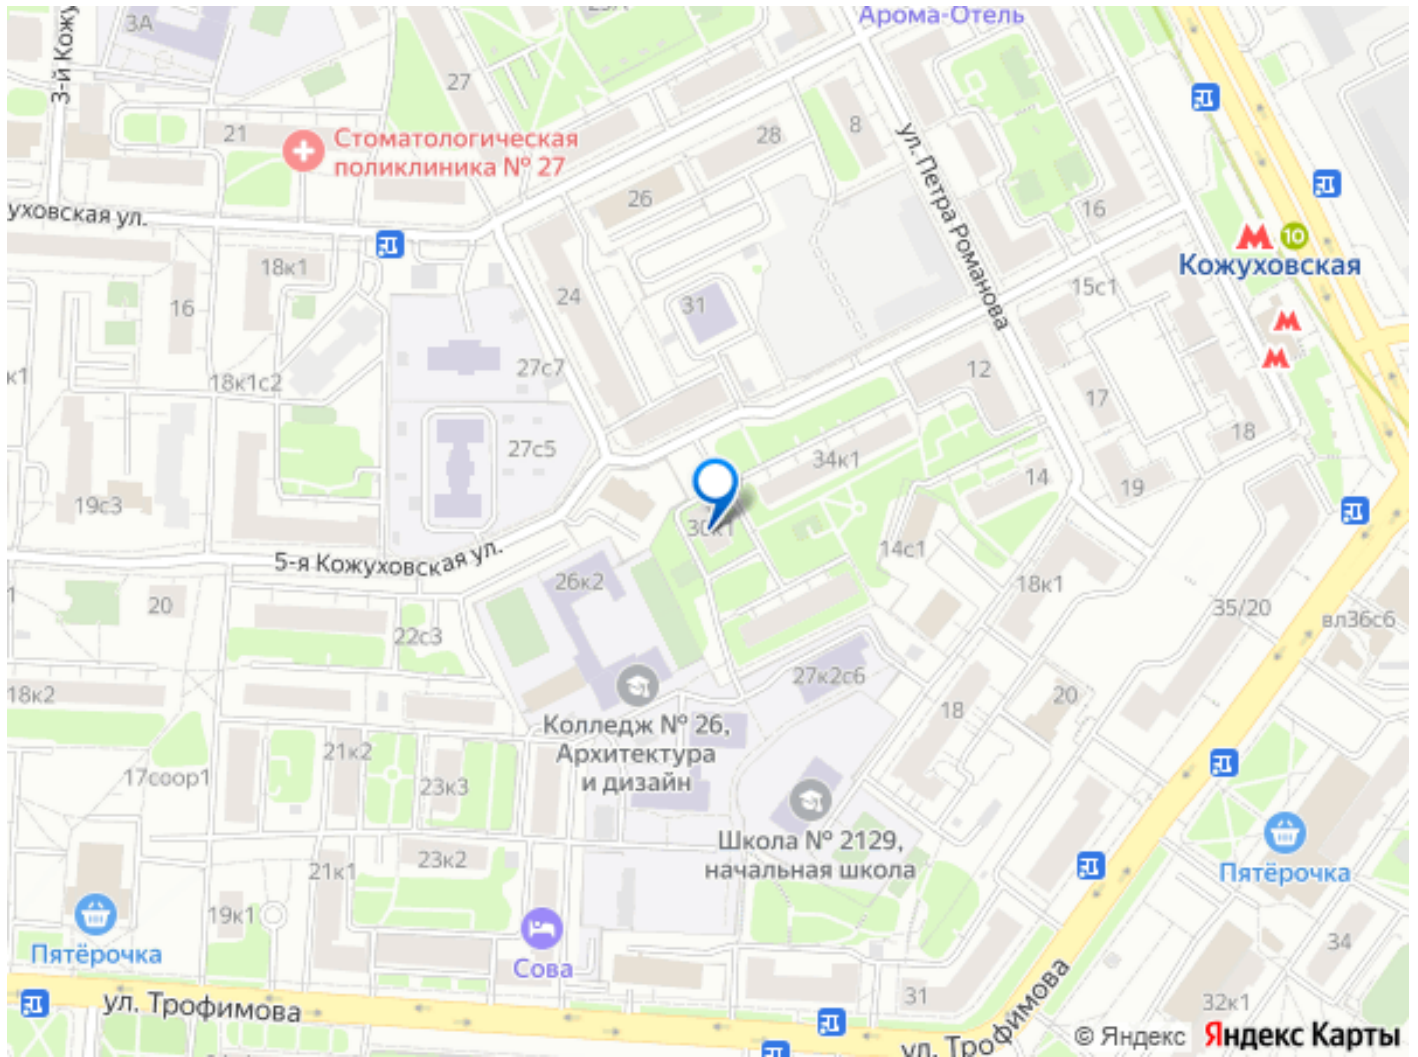 Арома-Отель
3А
23А
3-й Кожу
27
21
Стоматологическая
поликлиника № 27
28
8
ул. Петра Романова
26
16
уховская ул.
10
Кожуховская
18к1
16
24
31
15с1
27с7
к1
18к1с2
12
17
18
27с5
34к1
14
19
19с3
30к1
14с1
5-я Кожуховская ул.
26к2
18к1
20
22с3
35/20
вл36с6
27к2с6
18к2
18
20
Колледж № 26,
Архитектура
и дизайн
21к2
17соор1
23к3
Школа № 2129,
начальная школа
23к2
21к1
Пятёрочка
19к1
34
Пятёрочка
Сова
31
32к1
ул. Трофимова
ул. Трофимова
© Яндекс Яндекс Карты